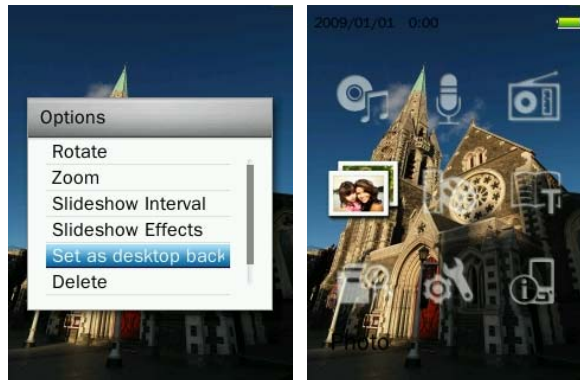 Options
Rotate
Zoom
Slideshow Interval
Slideshow Effects
Set as desktop back
Delete
2009/01/01 0:00
T
i
Photo